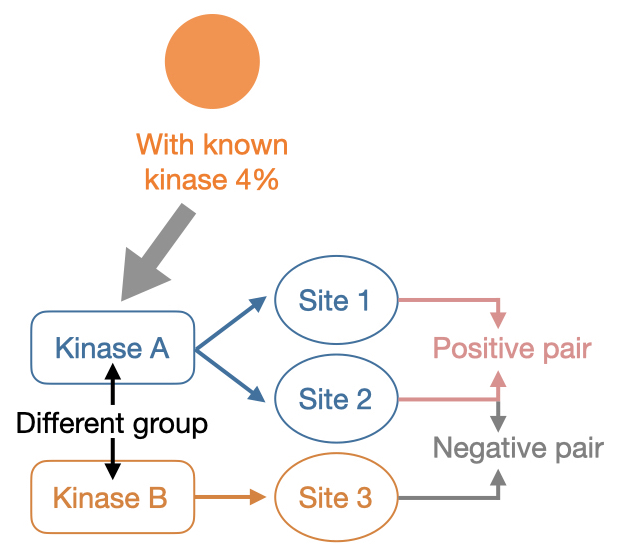 With known
kinase 4%
Kinase A
Site 1
Positive pair
Site 2
Different group
Negative pair
Kinase B
Site 3